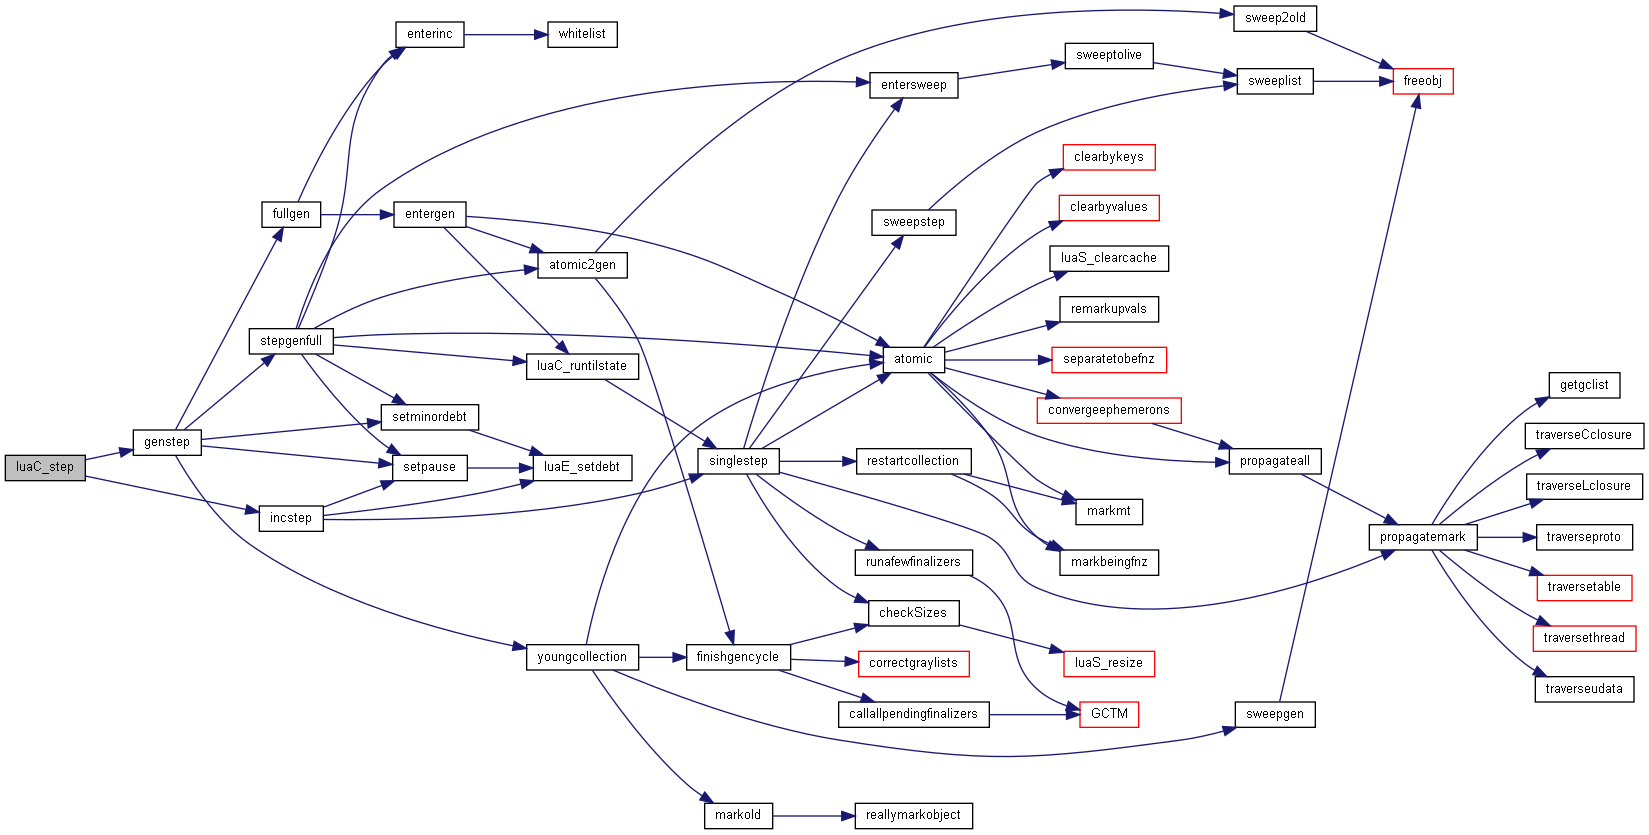 luaC_step
genstep
incstep
fullgen
stepgenfull
enterinc
whitelist
entergen
atomic2gen
luaC_runtilstate
setminordebt
setpause
luaE_setdebt
youngcollection
finishgencycle
markold
reallymarkobject
singlestep
entersweep
sweepstep
atomic
restartcollection
runafewfinalizers
checkSizes
correctgraylists
callallpendingfinalizers
sweeptolive
clearbykeys
clearbyvalues
luaS_clearcache
remarkupvals
separatetobefnz
convergeephemerons
markmt
markbeingfnz
luaS_resize
GCTM
sweep2old
sweeplist
propagateall
sweepgen
freeobj
propagatemark
getgclist
traverseCclosure
traverseLclosure
traverseproto
traversetable
traversethread
traverseudata